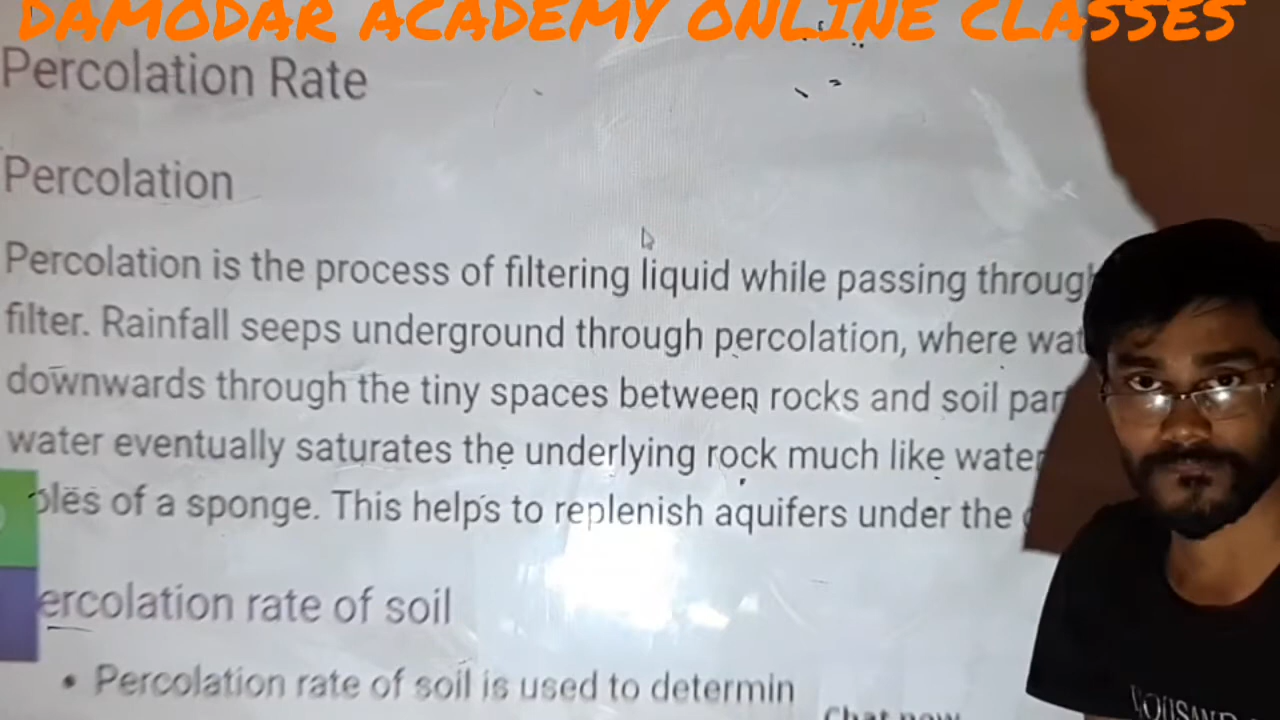 DAMODAR ACADEMY ONLINE CLASSES
Percolation Rate
Percolation
Percolation is the process of filtering liquid while passing through
filter. Rainfall seeps underground through percolation, where wat
downwards through the tiny spaces between rocks and soil par
water eventually saturates the underlying rock much like water
oles of a sponge. This helps to replenish aquifers under the
ercolation rate of soil
• Percolation rate of soil is used to determin
Chat now